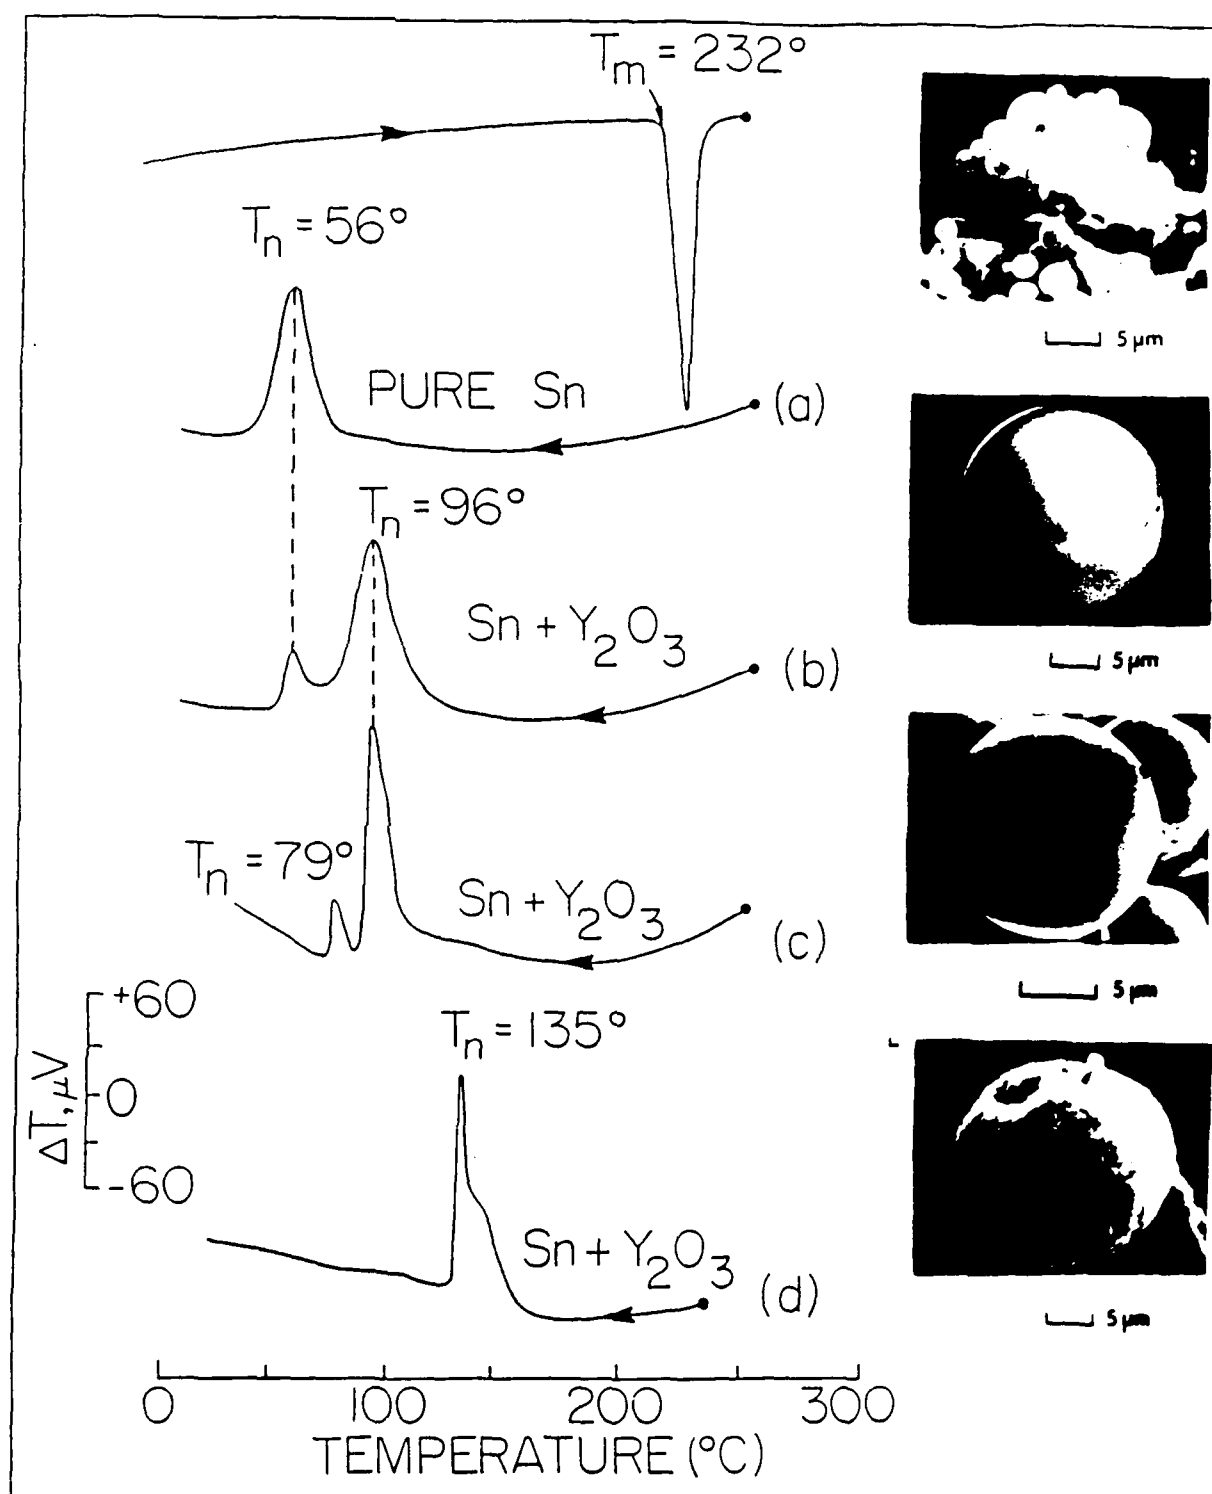 Tm = 232°
Tn = 56°
5 μm
PURE Sn
(a)
Tn = 96°
Sn + Y2O3
(b)
5 μm
Tn = 79°
Sn + Y2O3
(c)
5 μm
+60
0
-60
ΔT, μV
Tn = 135°
Sn + Y2O3
(d)
5 μm
0 100 200 300
TEMPERATURE (°C)